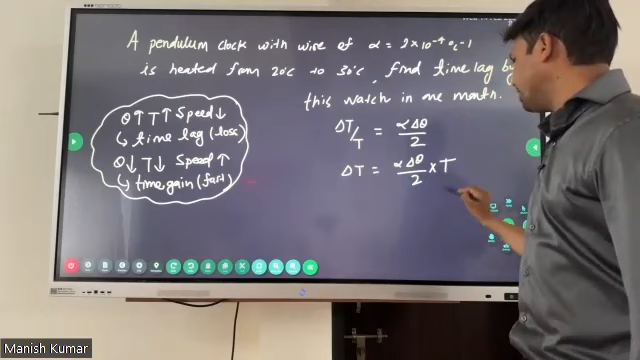 A pendulum clock with wire of α = 2×10⁻⁴ °C⁻¹
is heated from 20°C to 30°C, find time lag by
this watch in one month.
θ↑ T↑ Speed↓
↳ time lag (loss)
θ↓ T↓ Speed↑
↳ time gain (fast)
ΔT/T = αΔθ/2
ΔT = αΔθ/2 × T
Manish Kumar